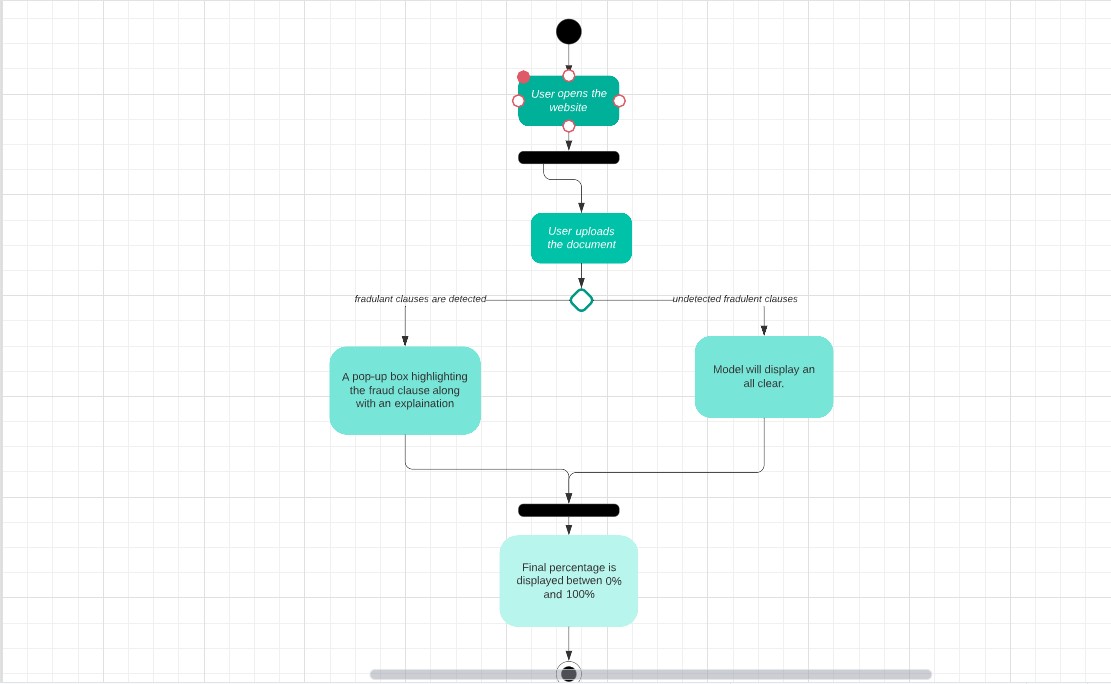 User opens the
website
User uploads
the document
fradulant clauses are detected
undetected fradulent clauses
A pop-up box highlighting
the fraud clause along
with an explaination
Model will display an
all clear.
Final percentage is
displayed betwen 0%
and 100%